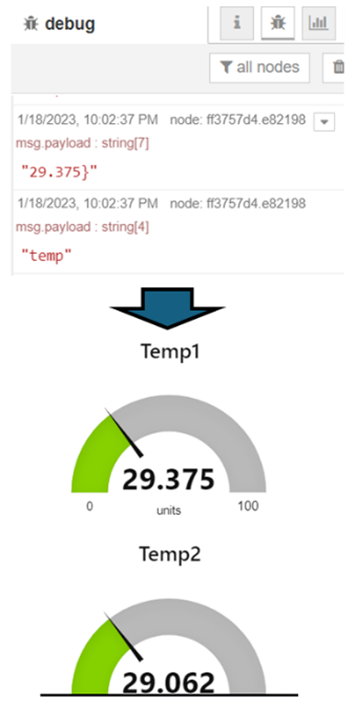 debug
i
all nodes
1/18/2023, 10:02:37 PM node: ff3757d4.e82198
msg.payload : string[7]
"29.375}"
1/18/2023, 10:02:37 PM node: ff3757d4.e82198
msg.payload : string[4]
"temp"
Temp1
29.375
0 units 100
Temp2
29.062